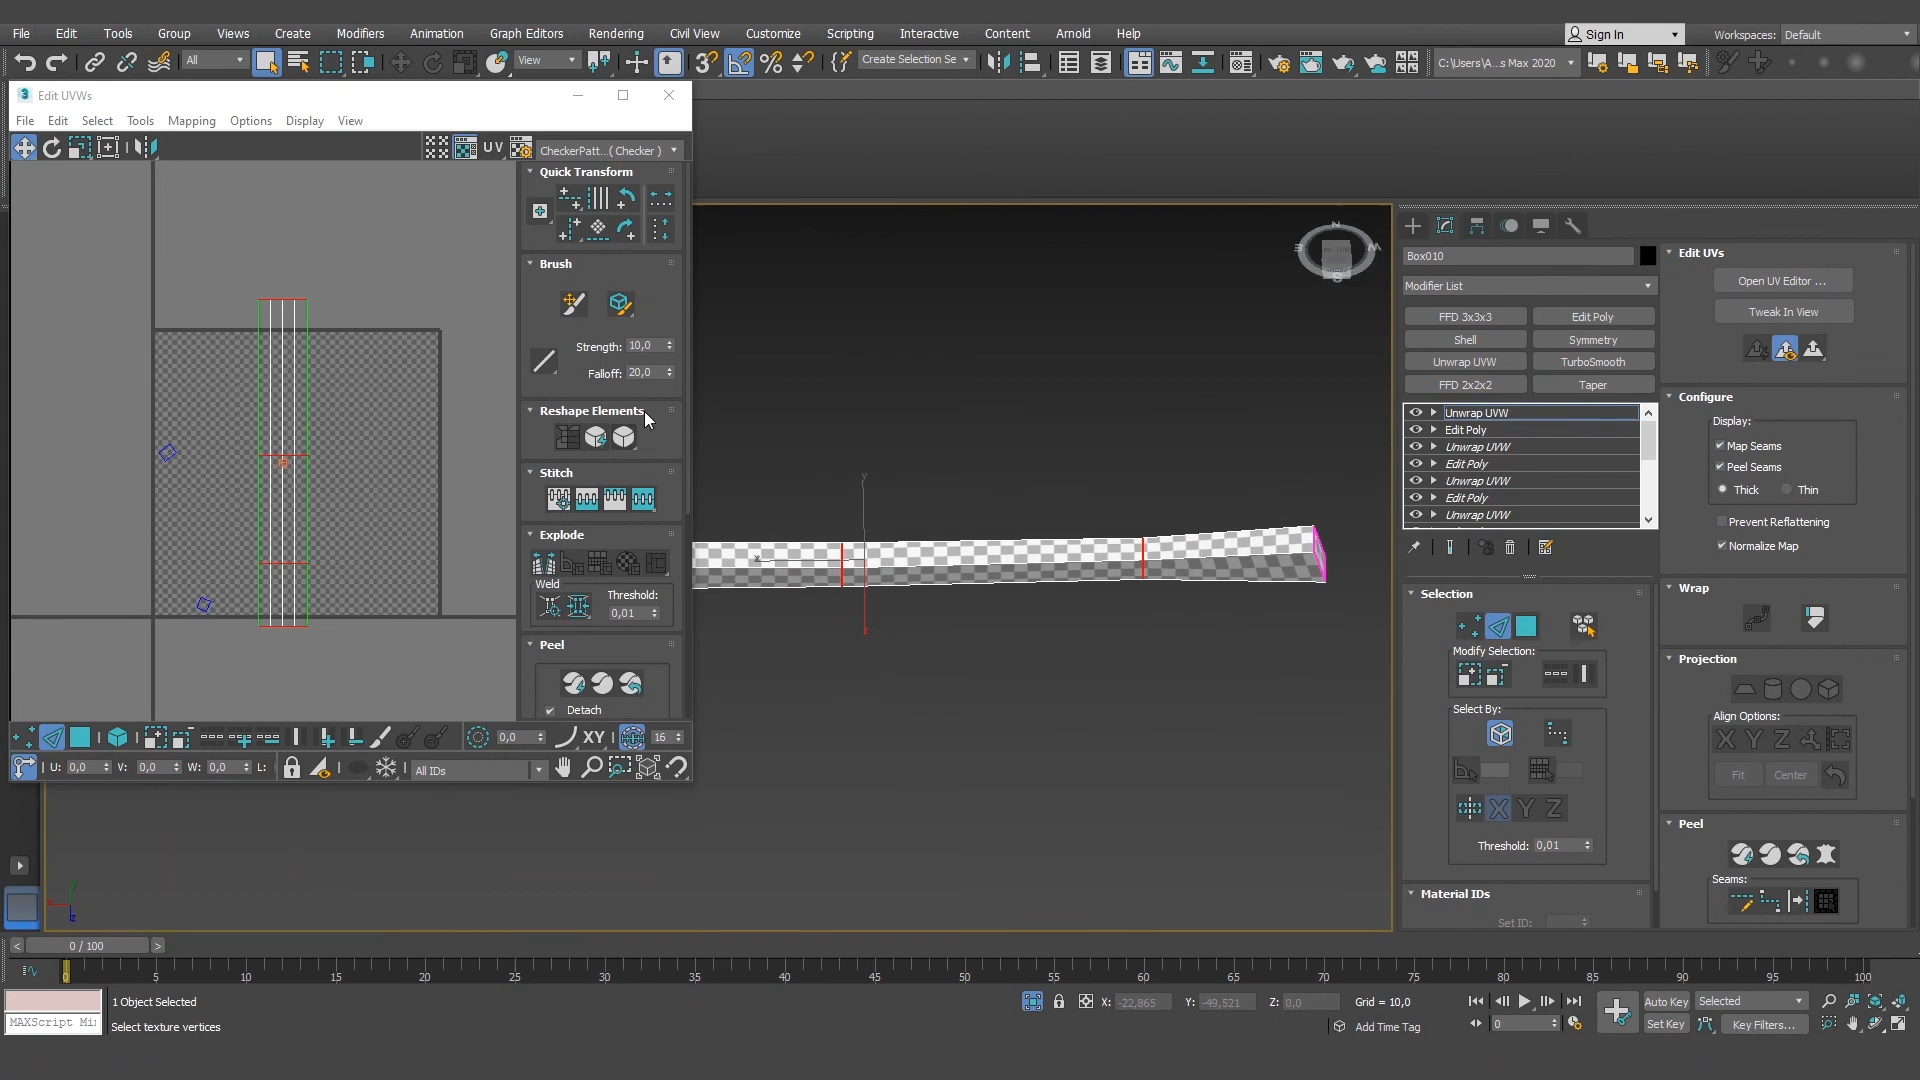 File Edit Tools Group Views Create Modifiers Animation Graph Editors Rendering Civil View Customize Scripting Interactive Content Arnold Help Sign In Workspaces: Default
All View Create Selection Se C:\Users\A...s Max 2020
3 Edit UVWs
File Edit Select Tools Mapping Options Display View
UV CheckerPatt...( Checker )
Quick Transform
Brush
Strength: 10,0
Falloff: 20,0
Reshape Elements
Stitch
Explode
Weld
Threshold:
0,01
Peel
Detach
0,0 XY 16
U: 0,0 V: 0,0 W: 0,0 L: All IDs
N
S
W
y
x
z
Box010
Modifier List
FFD 3x3x3 Edit Poly
Shell Symmetry
Unwrap UVW TurboSmooth
FFD 2x2x2 Taper
Unwrap UVW
Edit Poly
Unwrap UVW
Edit Poly
Unwrap UVW
Edit Poly
Unwrap UVW
Selection
Modify Selection:
Select By:
X Y Z
Threshold: 0,01
Material IDs
Set ID:
Edit UVs
Open UV Editor ...
Tweak In View
Configure
Display:
Map Seams
Peel Seams
Thick Thin
Prevent Reflattening
Normalize Map
Wrap
Projection
Align Options:
X Y Z
Fit Center
Peel
Seams:
0 / 100
0 5 10 15 20 25 30 35 40 45 50 55 60 65 70 75 80 85 90 95 100
1 Object Selected X: -22,865 Y: -49,521 Z: 0,0 Grid = 10,0 Auto Key Selected
MAXScript Mi Select texture vertices Add Time Tag 0 Set Key Key Filters...